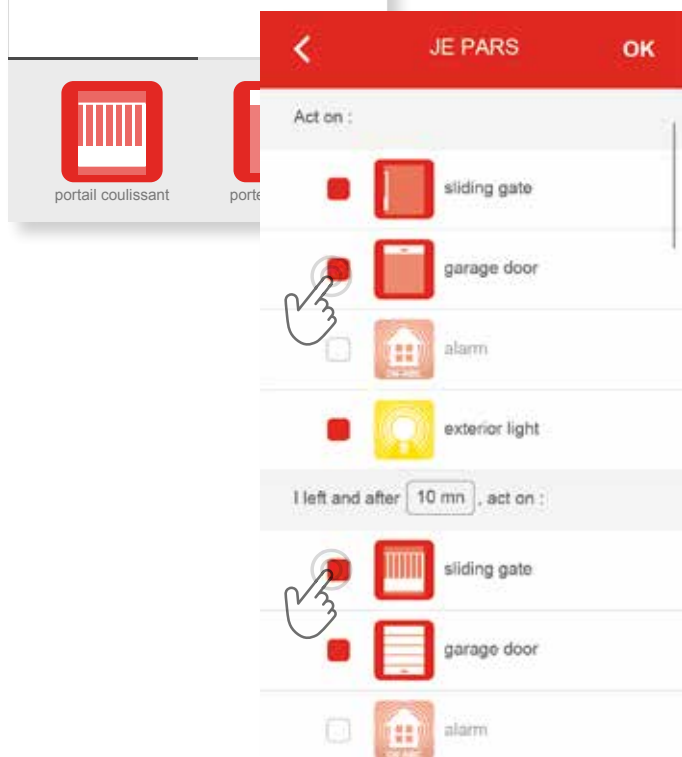 JE PARS
OK
Act on :
sliding gate
portail coulissant
garage door
alarm
exterior light
I left and after 10 mn , act on :
sliding gate
garage door
alarm